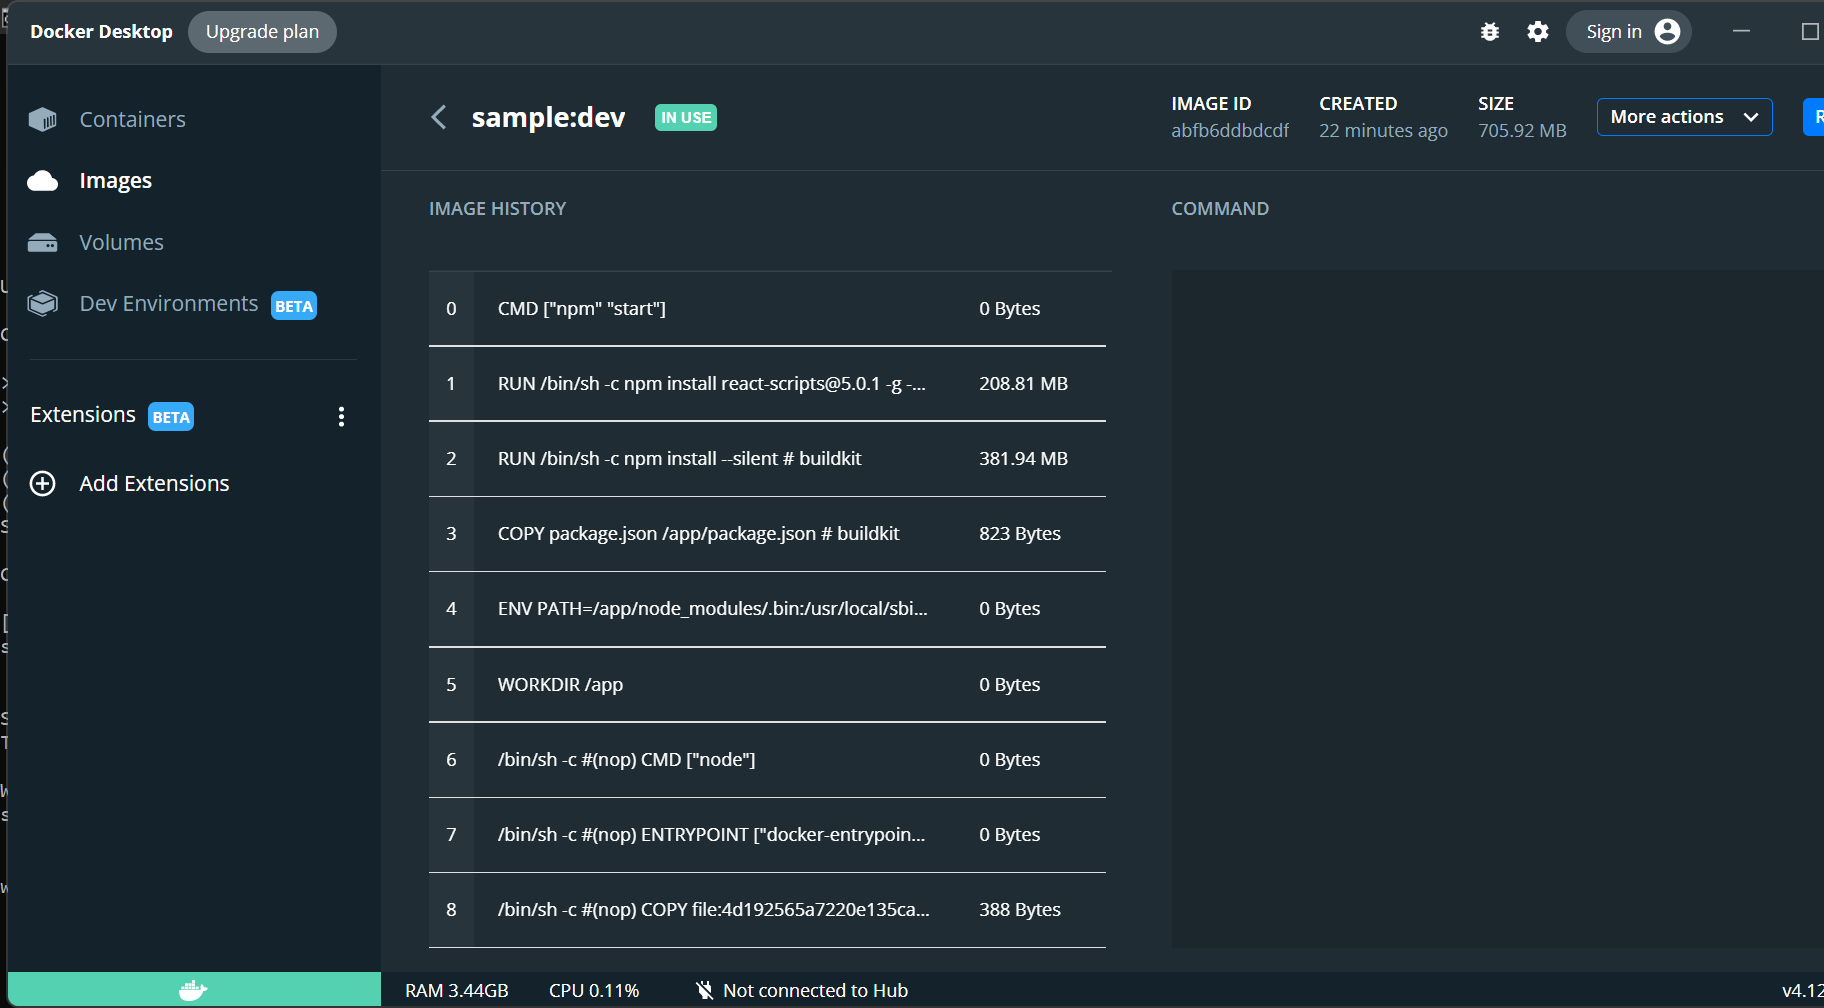 Docker Desktop
Upgrade plan
Sign in
Containers
Images
Volumes
Dev Environments BETA
Extensions BETA
Add Extensions
sample:dev IN USE
IMAGE ID
abfb6ddbdcdf
CREATED
22 minutes ago
SIZE
705.92 MB
More actions
R
IMAGE HISTORY
COMMAND
0 CMD ["npm" "start"] 0 Bytes
1 RUN /bin/sh -c npm install react-scripts@5.0.1 -g -... 208.81 MB
2 RUN /bin/sh -c npm install --silent # buildkit 381.94 MB
3 COPY package.json /app/package.json # buildkit 823 Bytes
4 ENV PATH=/app/node_modules/.bin:/usr/local/sbi... 0 Bytes
5 WORKDIR /app 0 Bytes
6 /bin/sh -c #(nop) CMD ["node"] 0 Bytes
7 /bin/sh -c #(nop) ENTRYPOINT ["docker-entrypoin... 0 Bytes
8 /bin/sh -c #(nop) COPY file:4d192565a7220e135ca... 388 Bytes
RAM 3.44GB CPU 0.11% Not connected to Hub v4.12